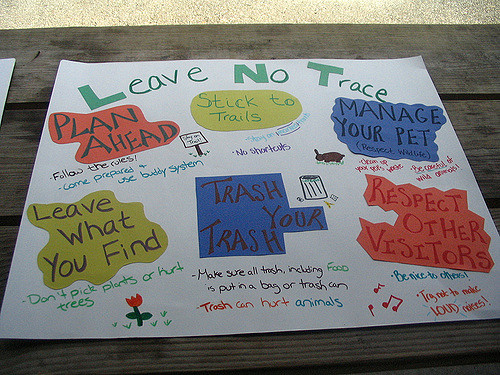 Leave No Trace
PLAN
AHEAD
- Follow the rules!
- Come prepared +
use buddy system
Stick to
Trails
Stay on
Trail
- No shortcuts
MANAGE
YOUR PET
(Respect Wildlife)
- Clean up
your pet's waste
- Be careful of
wild animals!
Leave
What
You Find
- Don't pick plants or hurt
trees
TRASH
YOUR
TRASH
- Make sure all trash, including Food
is put in a bag or trash can
- Trash can hurt animals
RESPECT
OTHER
VISITORS
- Be nice to others!
- Try not to make
LOUD noises!